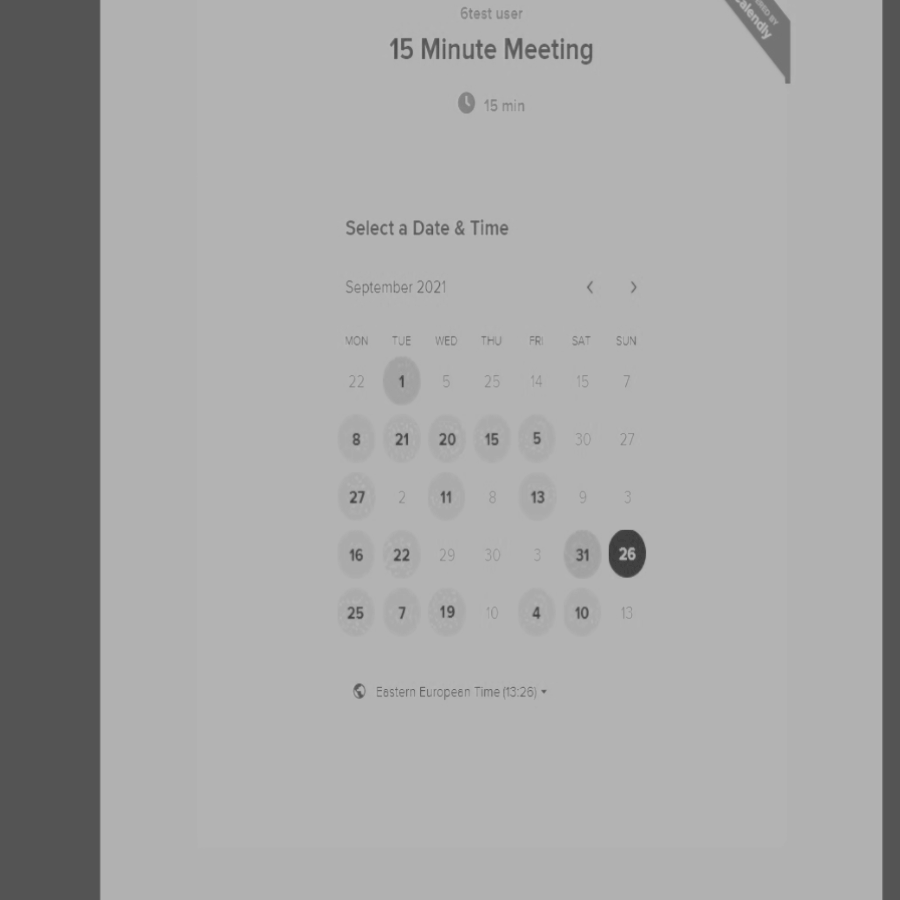 6test user
15 Minute Meeting
15 min
Calendly
Select a Date & Time
September 2021
MON TUE WED THU FRI SAT SUN
22 1 5 25 14 15 7
8 21 20 15 5 30 27
27 2 11 8 13 9 3
16 22 29 30 3 31 26
25 7 19 10 4 10 13
Eastern European Time (13:26)